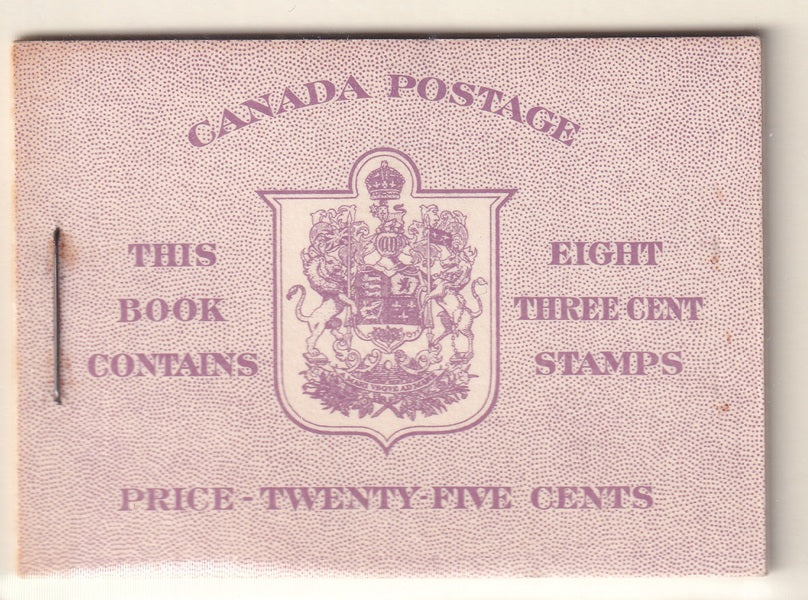 CANADA POSTAGE
THIS
BOOK
CONTAINS
EIGHT
THREE CENT
STAMPS
PRICE - TWENTY-FIVE CENTS